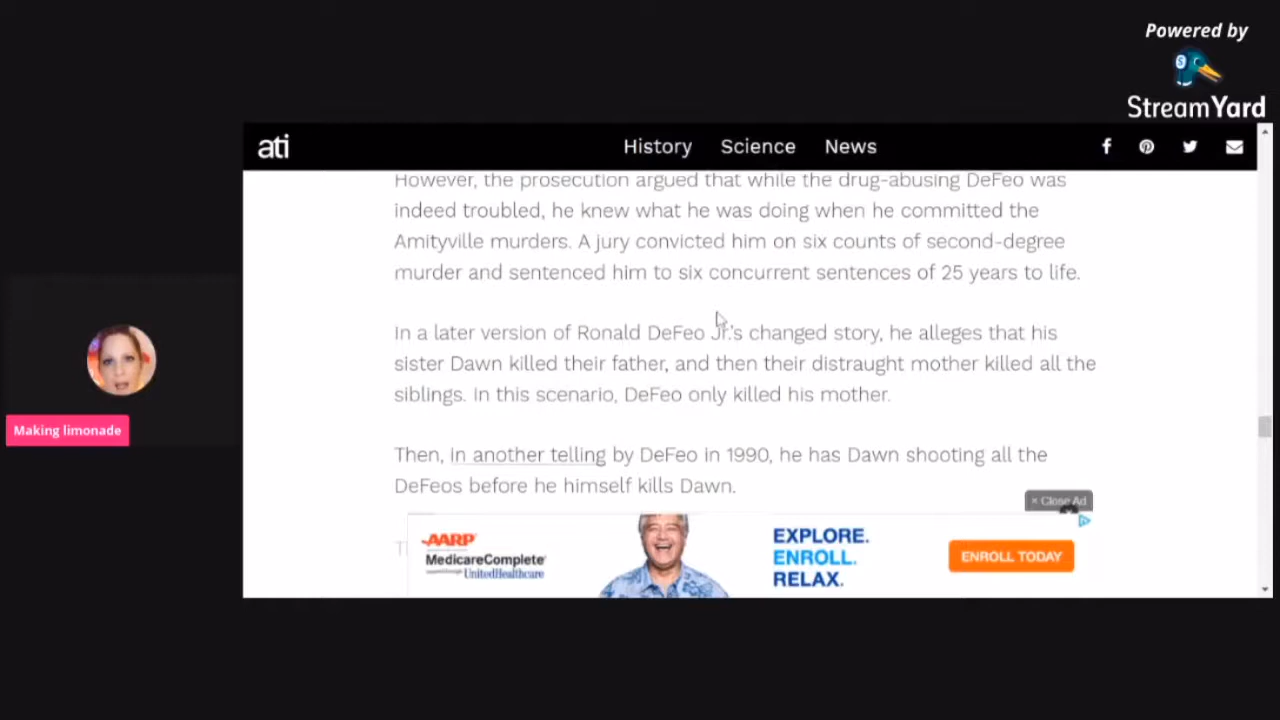 Powered by
StreamYard
ati
History Science News
However, the prosecution argued that while the drug-abusing DeFeo was
indeed troubled, he knew what he was doing when he committed the
Amityville murders. A jury convicted him on six counts of second-degree
murder and sentenced him to six concurrent sentences of 25 years to life.
In a later version of Ronald DeFeo Jr.'s changed story, he alleges that his
sister Dawn killed their father, and then their distraught mother killed all the
siblings. In this scenario, DeFeo only killed his mother.
Making limonade
Then, in another telling by DeFeo in 1990, he has Dawn shooting all the
DeFeos before he himself kills Dawn.
× Close Ad
AARP
MedicareComplete
UnitedHealthcare
EXPLORE.
ENROLL.
RELAX.
ENROLL TODAY